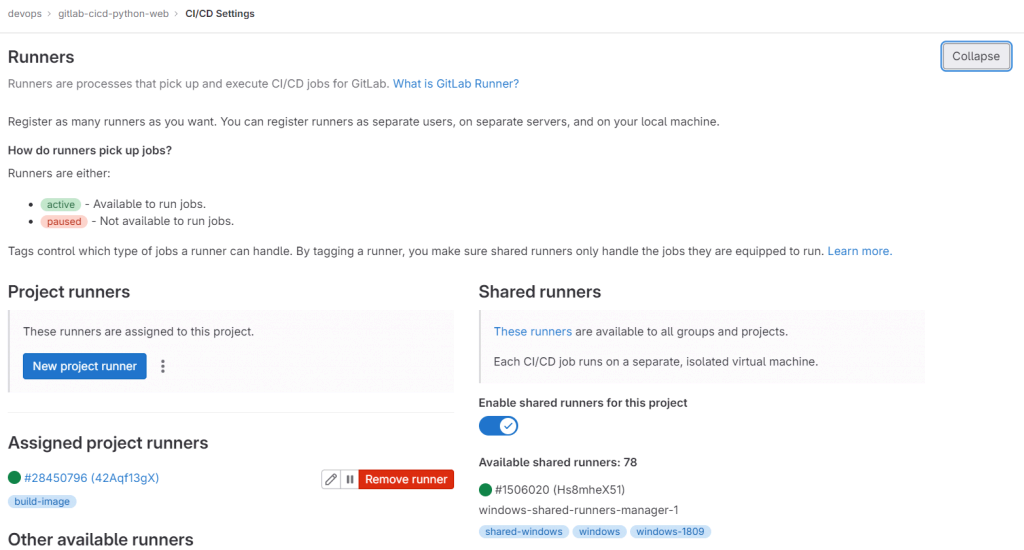 devops › gitlab-cicd-python-web › CI/CD Settings
Runners
Collapse
Runners are processes that pick up and execute CI/CD jobs for GitLab. What is GitLab Runner?
Register as many runners as you want. You can register runners as separate users, on separate servers, and on your local machine.
How do runners pick up jobs?
Runners are either:
• active - Available to run jobs.
• paused - Not available to run jobs.
Tags control which type of jobs a runner can handle. By tagging a runner, you make sure shared runners only handle the jobs they are equipped to run. Learn more.
Project runners
These runners are assigned to this project.
New project runner
Assigned project runners
#28450796 (42Aqf13gX)
Remove runner
build-image
Other available runners
Shared runners
These runners are available to all groups and projects.
Each CI/CD job runs on a separate, isolated virtual machine.
Enable shared runners for this project
Available shared runners: 78
#1506020 (Hs8mheX51)
windows-shared-runners-manager-1
shared-windows windows windows-1809